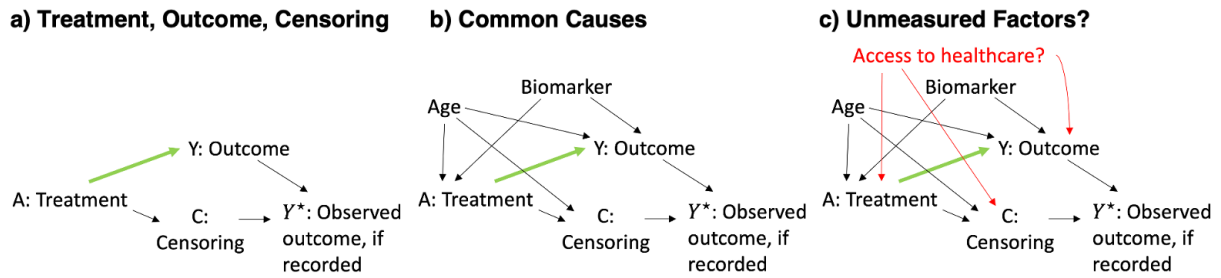 a) Treatment, Outcome, Censoring
Y: Outcome
A: Treatment
C:
Censoring
Y★: Observed
outcome, if
recorded
b) Common Causes
Biomarker
Age
Y: Outcome
A: Treatment
C:
Censoring
Y★: Observed
outcome, if
recorded
c) Unmeasured Factors?
Access to healthcare?
Biomarker
Age
Y: Outcome
A: Treatment
C:
Censoring
Y★: Observed
outcome, if
recorded